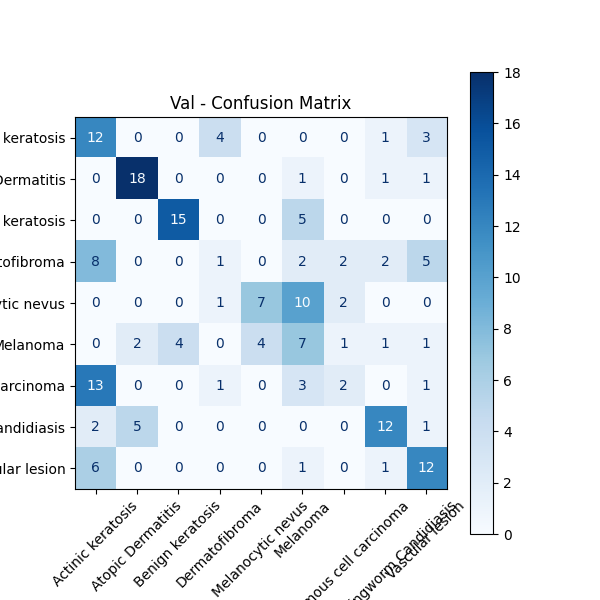 Val - Confusion Matrix
keratosis 12 0 0 4 0 0 0 1 3
Dermatitis 0 18 0 0 0 1 0 1 1
keratosis 0 0 15 0 0 5 0 0 0
tofibroma 8 0 0 1 0 2 2 2 5
tic nevus 0 0 0 1 7 10 2 0 0
Melanoma 0 2 4 0 4 7 1 1 1
arcinoma 13 0 0 1 0 3 2 0 1
andidiasis 2 5 0 0 0 0 0 12 1
ular lesion 6 0 0 0 0 1 0 1 12
Actinic keratosis
Atopic Dermatitis
Benign keratosis
Dermatofibroma
Melanocytic nevus
Melanoma
mous cell carcinoma
ngworm Candidiasis
Vascular lesion
18
16
14
12
10
8
6
4
2
0